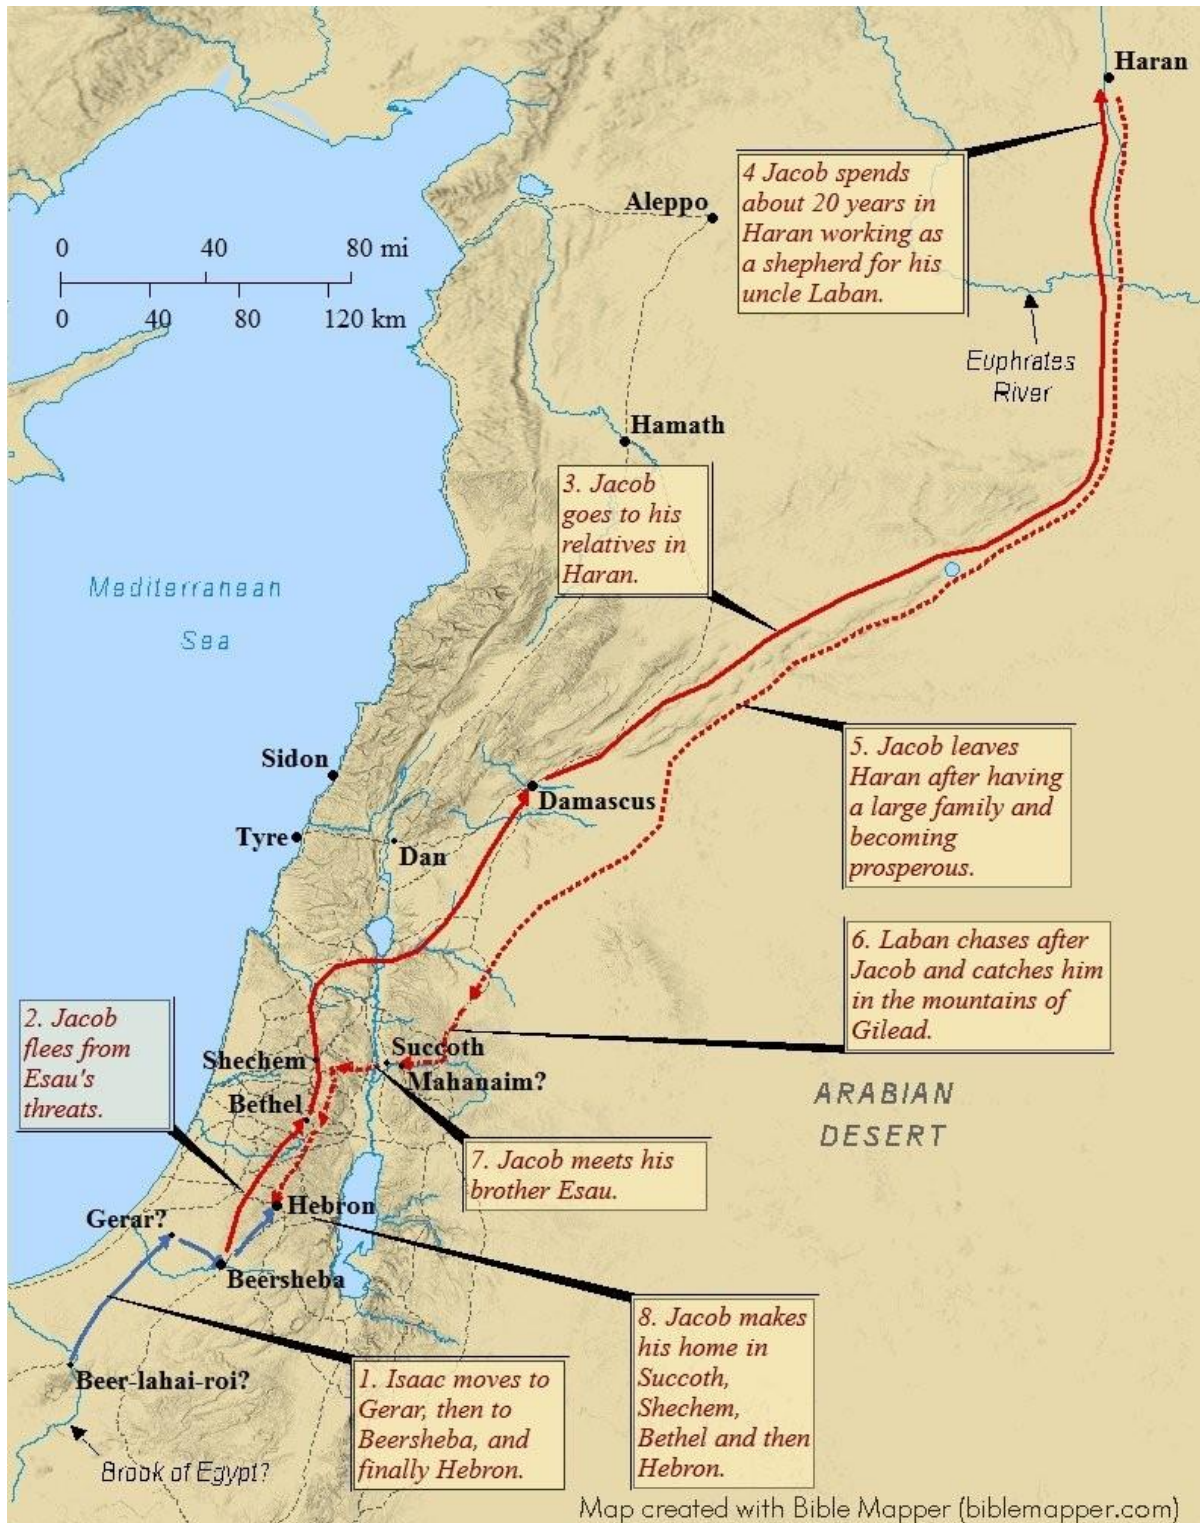 Haran
4 Jacob spends
about 20 years in
Haran working as
a shepherd for his
uncle Laban.
Aleppo
0 40 80 mi
0 40 80 120 km
Euphrates
River
Hamath
3. Jacob
goes to his
relatives in
Haran.
Mediterranean
Sea
Sidon
Damascus
5. Jacob leaves
Haran after having
a large family and
becoming
prosperous.
Tyre
Dan
6. Laban chases after
Jacob and catches him
in the mountains of
Gilead.
2. Jacob
flees from
Esau's
threats.
Shechem
Succoth
Mahanaim?
Bethel
ARABIAN
DESERT
7. Jacob meets his
brother Esau.
Hebron
Gerar?
Beersheba
8. Jacob makes
his home in
Succoth,
Shechem,
Bethel and then
Hebron.
Beer-lahai-roi?
1. Isaac moves to
Gerar, then to
Beersheba, and
finally Hebron.
Brook of Egypt?
Map created with Bible Mapper (biblemapper.com)